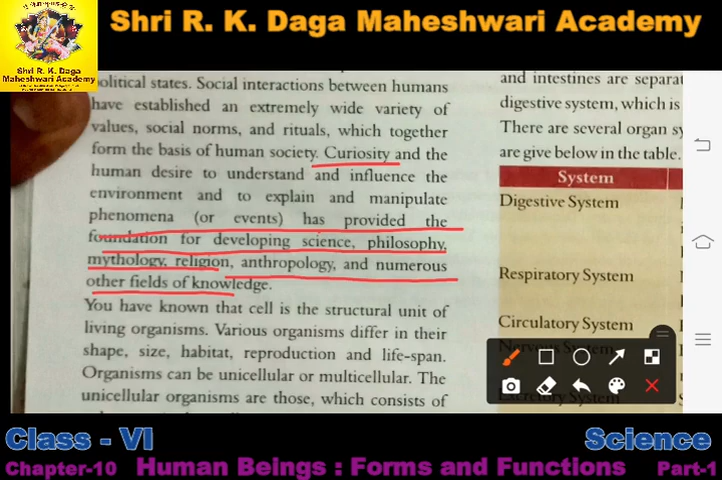 Shri R. K. Daga Maheshwari Academy
Shri R. K. Daga
Maheshwari Academy
political states. Social interactions between humans
have established an extremely wide variety of
values, social norms, and rituals, which together
form the basis of human society. Curiosity and the
human desire to understand and influence the
environment and to explain and manipulate
phenomena (or events) has provided the
foundation for developing science, philosophy,
mythology, religion, anthropology, and numerous
other fields of knowledge.
You have known that cell is the structural unit of
living organisms. Various organisms differ in their
shape, size, habitat, reproduction and life-span.
Organisms can be unicellular or multicellular. The
unicellular organisms are those, which consists of
and intestines are separat
digestive system, which is
There are several organ sy
are give below in the table.
System
Digestive System
Respiratory System
Circulatory System
Nervous System
Excretory System
Class - VI
Science
Chapter-10 Human Beings : Forms and Functions Part-1